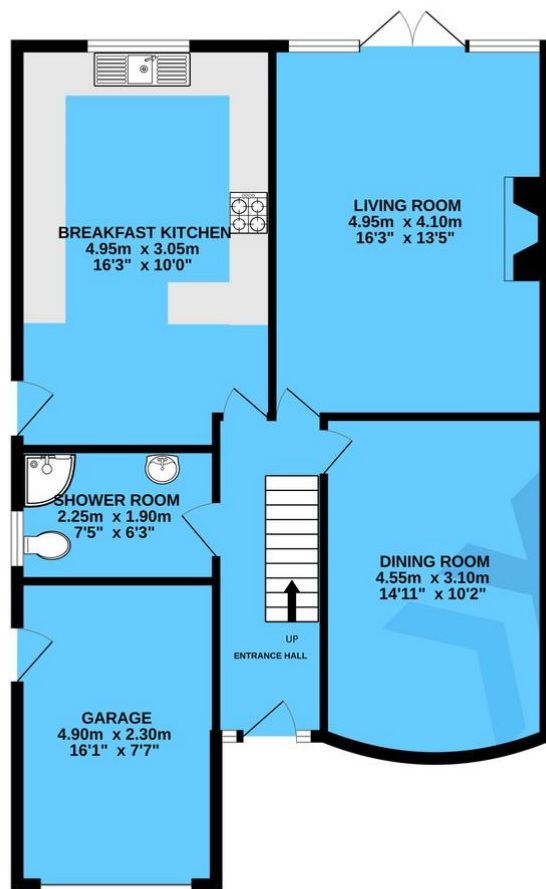 BREAKFAST KITCHEN
4.95m x 3.05m
16'3" x 10'0"
LIVING ROOM
4.95m x 4.10m
16'3" x 13'5"
SHOWER ROOM
2.25m x 1.90m
7'5" x 6'3"
DINING ROOM
4.55m x 3.10m
14'11" x 10'2"
UP
ENTRANCE HALL
GARAGE
4.90m x 2.30m
16'1" x 7'7"